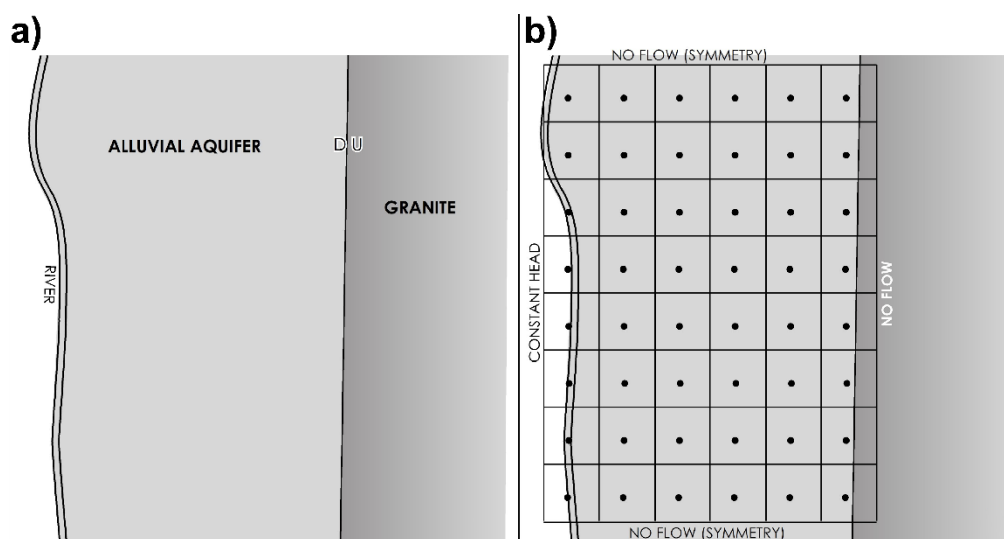 a)
ALLUVIAL AQUIFER
D U
GRANITE
RIVER
b)
NO FLOW (SYMMETRY)
CONSTANT HEAD
NO FLOW
NO FLOW (SYMMETRY)